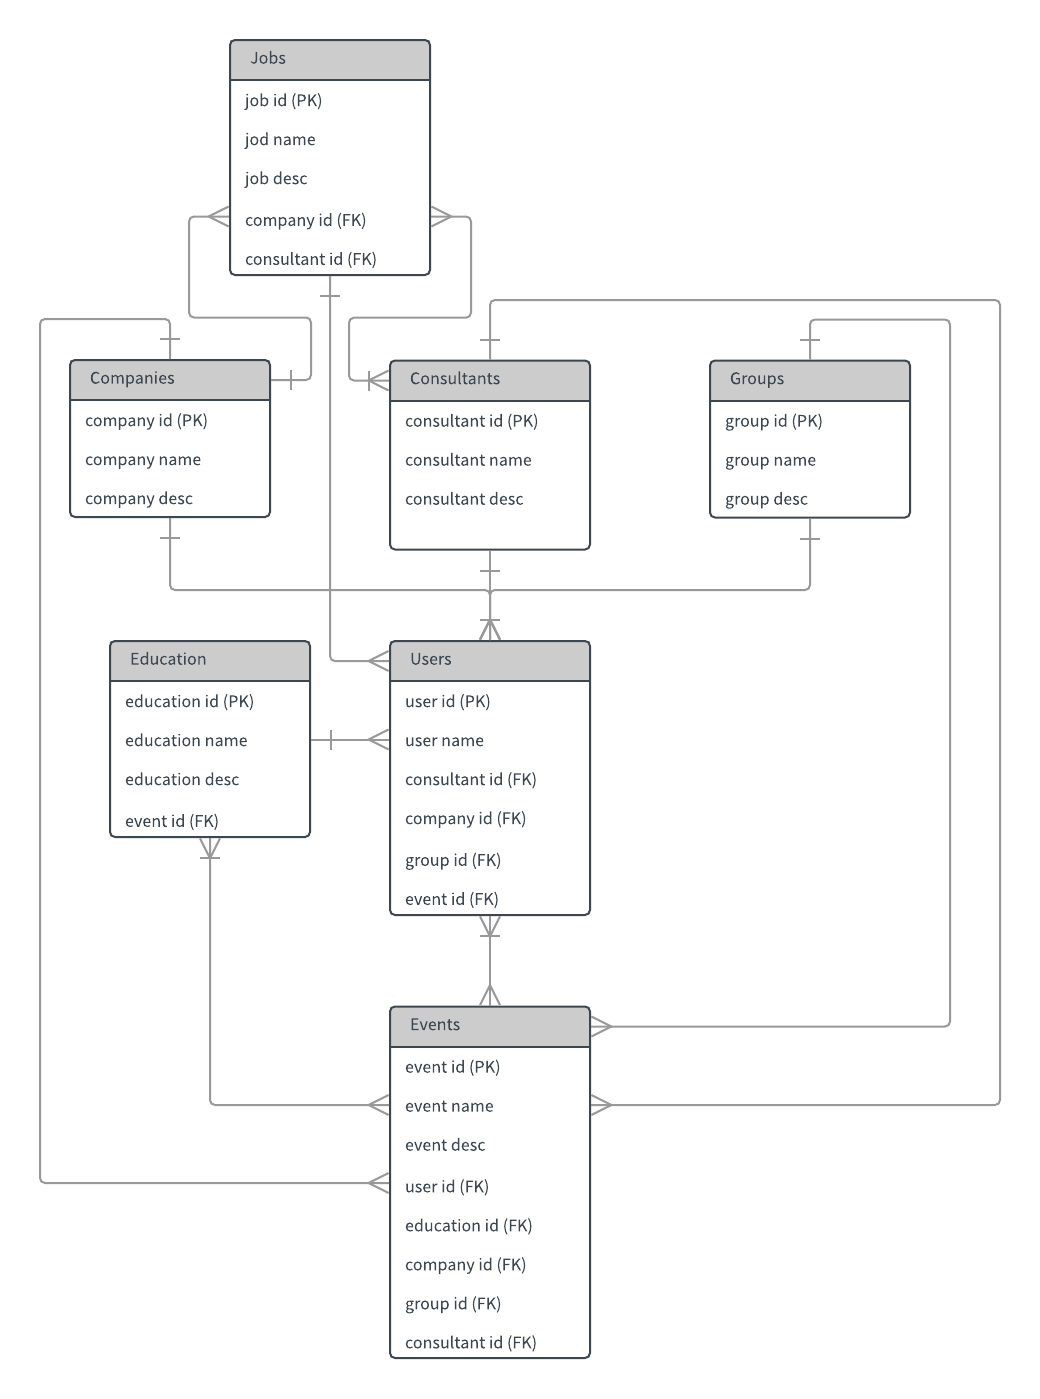 Jobs
job id (PK)
jod name
job desc
company id (FK)
consultant id (FK)
Companies
company id (PK)
company name
company desc
Consultants
consultant id (PK)
consultant name
consultant desc
Groups
group id (PK)
group name
group desc
Education
education id (PK)
education name
education desc
event id (FK)
Users
user id (PK)
user name
consultant id (FK)
company id (FK)
group id (FK)
event id (FK)
Events
event id (PK)
event name
event desc
user id (FK)
education id (FK)
company id (FK)
group id (FK)
consultant id (FK)